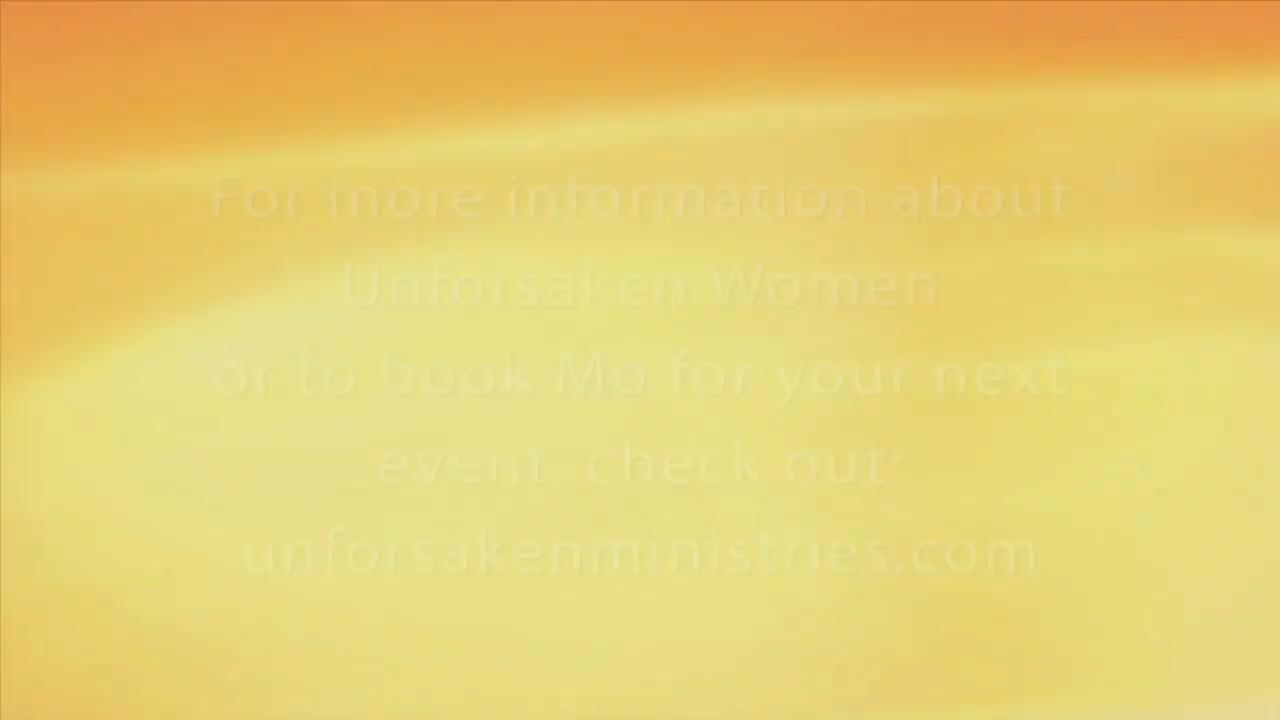 For more information about
Unforsaken Women
or to book Mo for your next
event, check out:
unforsakenministries.com